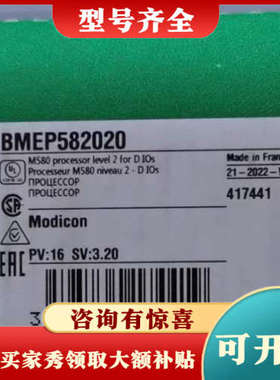 型号齐全
BMEP582020
M580 processor level 2 for D IOs
Processeur M580 niveau 2 - D IOs
ПРОЦЕССОР
ПРОЦЕССОР
Made in Fran
21-2022-
417441
Modicon
PV:16 SV:3.20
3
咨询有惊喜
买家秀领取大额补贴
可开